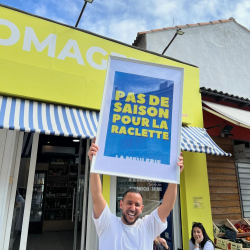 OMAG
PAS DE
SAISON
POUR LA
RACLETTE